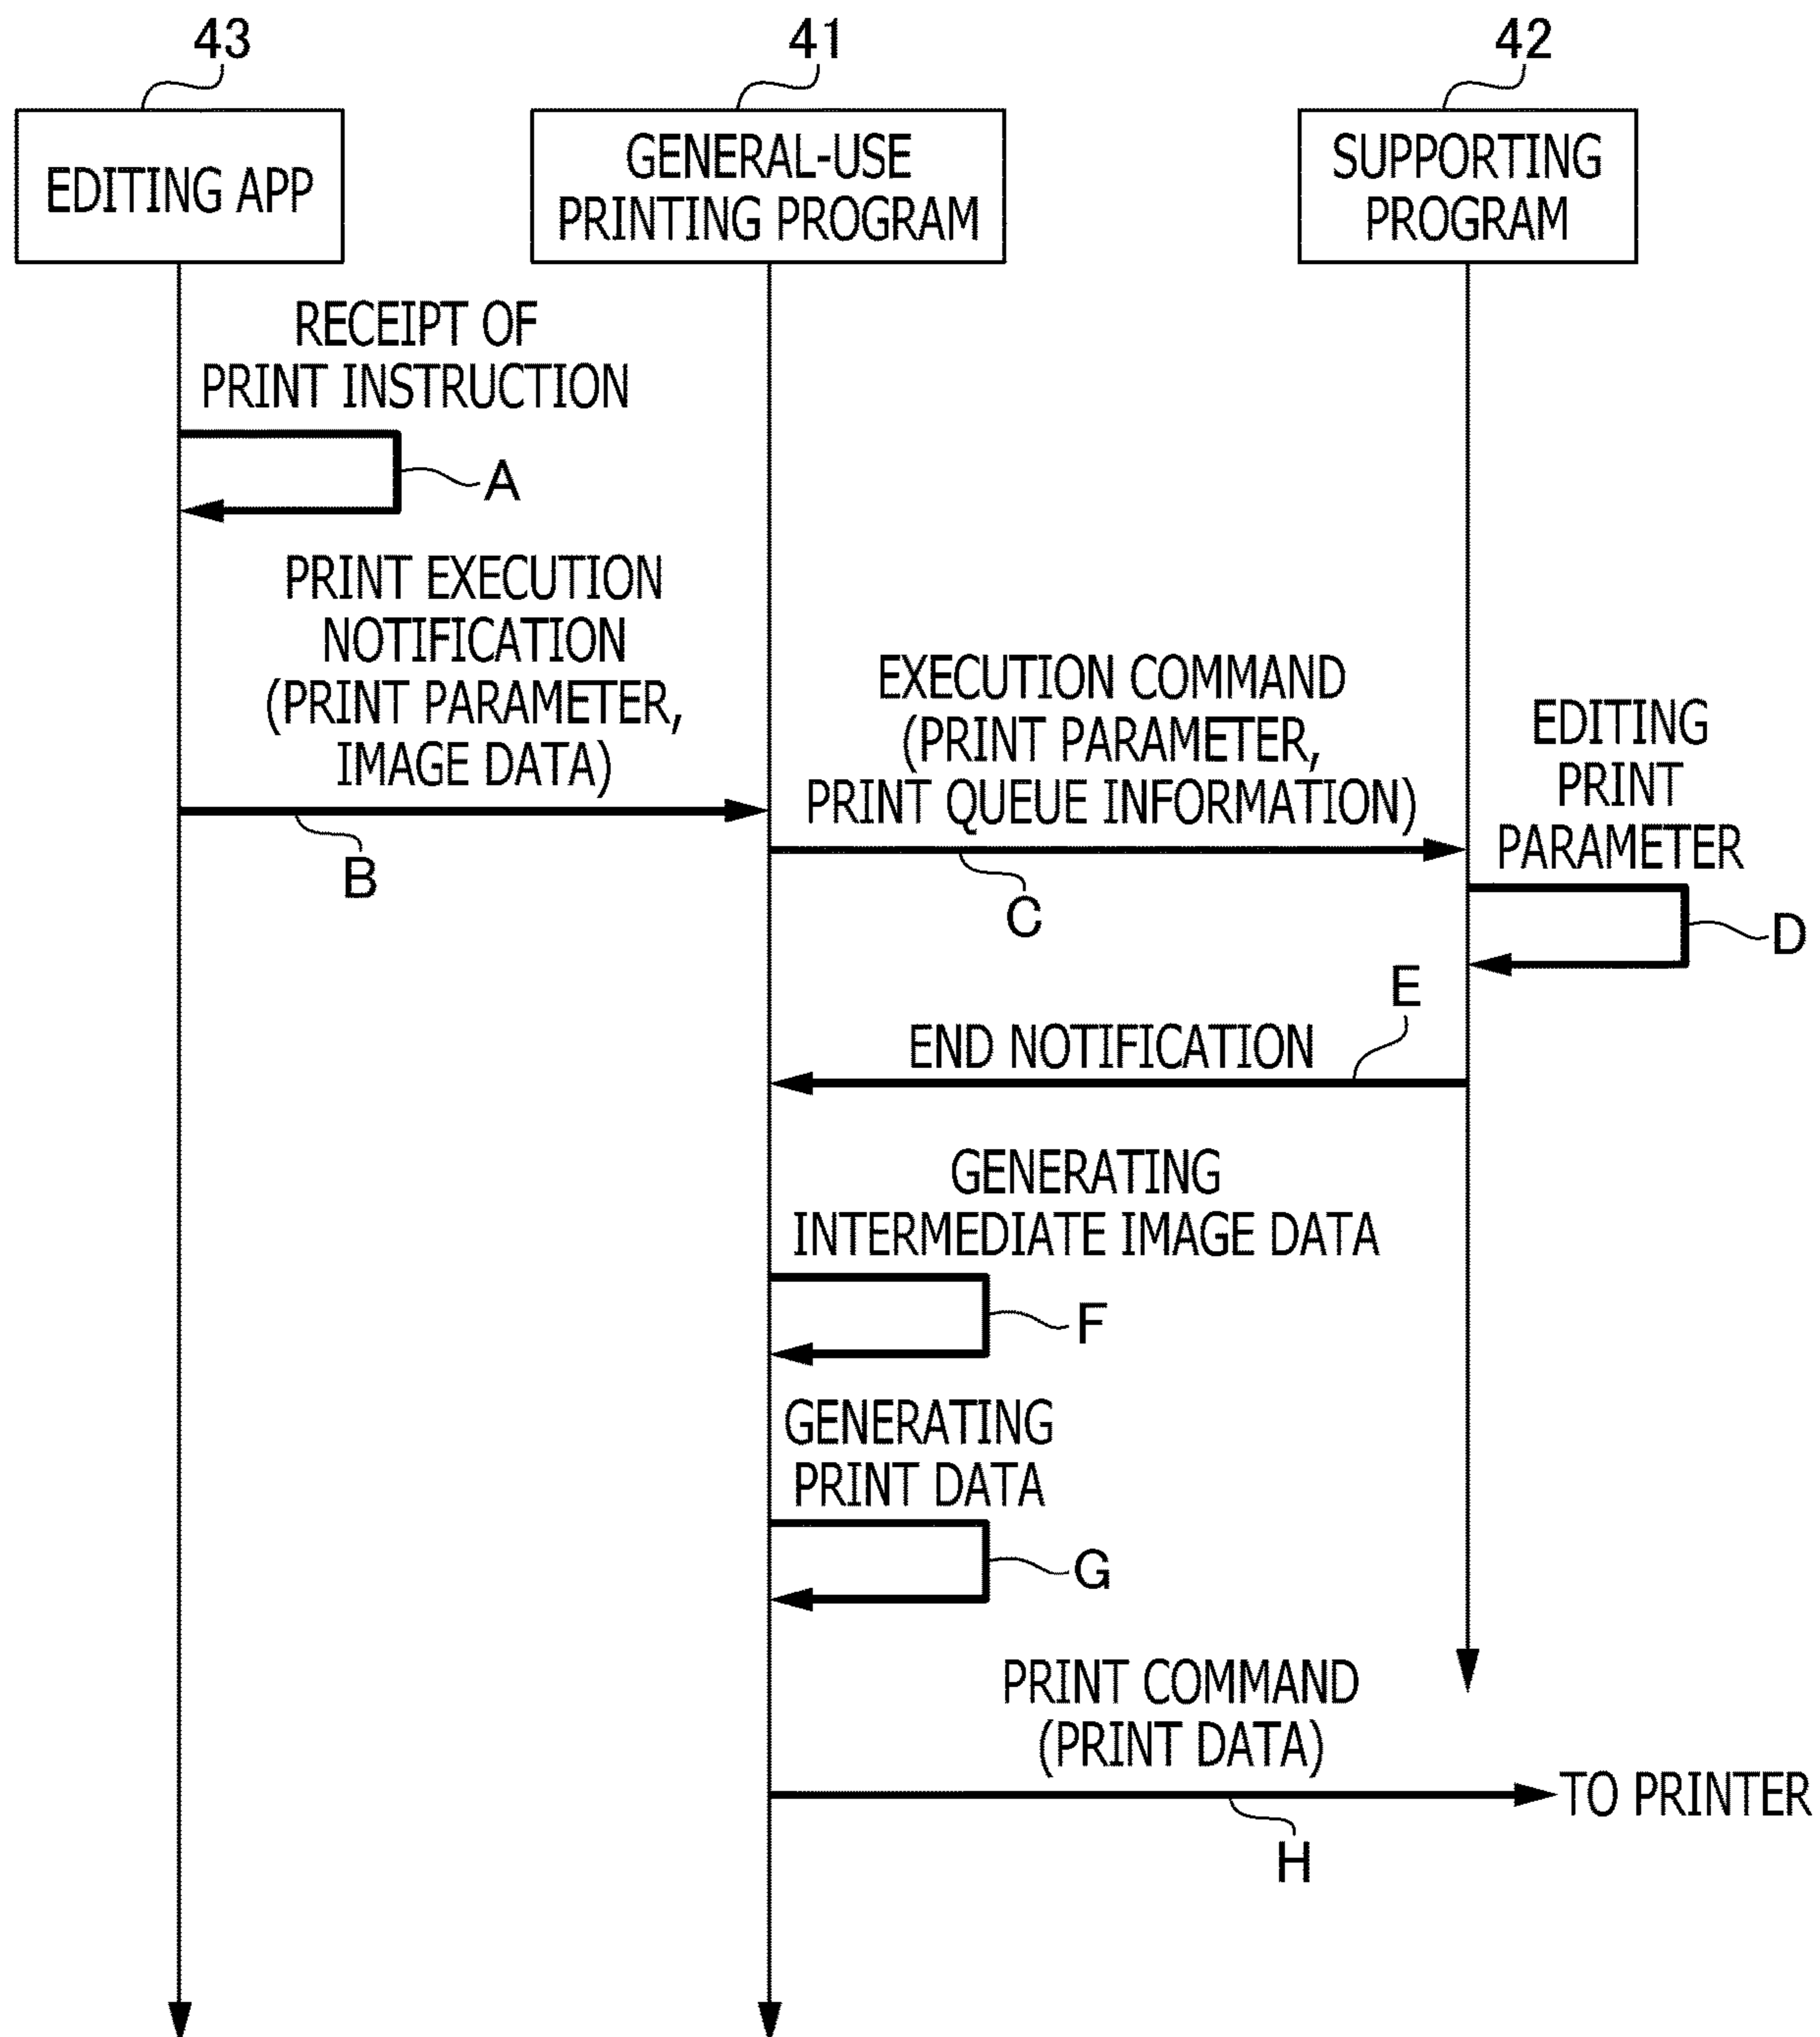 43
41
42
EDITING APP
GENERAL-USE
PRINTING PROGRAM
SUPPORTING
PROGRAM
RECEIPT OF
PRINT INSTRUCTION
A
PRINT EXECUTION
NOTIFICATION
(PRINT PARAMETER,
IMAGE DATA)
B
EXECUTION COMMAND
(PRINT PARAMETER,
PRINT QUEUE INFORMATION)
C
EDITING
PRINT
PARAMETER
D
E
END NOTIFICATION
GENERATING
INTERMEDIATE IMAGE DATA
F
GENERATING
PRINT DATA
G
PRINT COMMAND
(PRINT DATA)
TO PRINTER
H